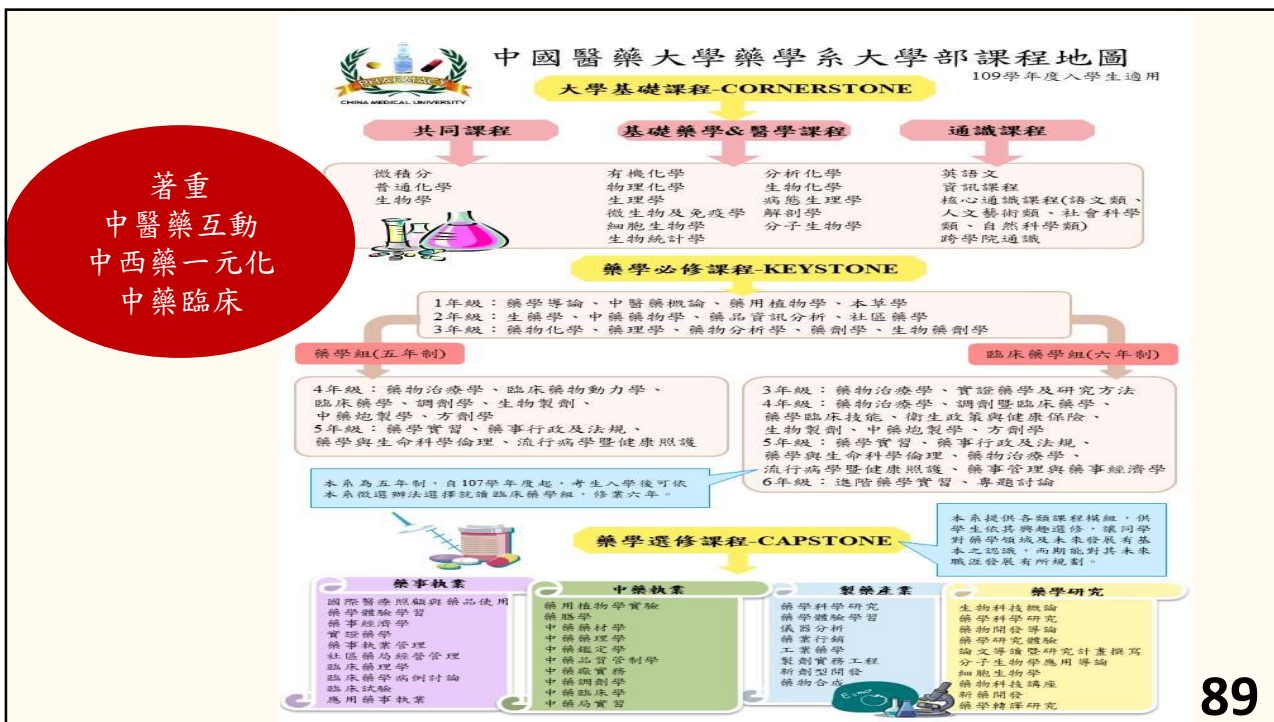 中國醫藥大學藥學系大學部課程地圖
109學年度入學生適用
PHARMACY
CHINA MEDICAL UNIVERSITY
大學基礎課程-CORNERSTONE
著重
中醫藥互動
中西藥一元化
中藥臨床
共同課程
微積分
普通化學
生物學
基礎藥學&醫學課程
有機化學
物理化學
生理學
微生物及免疫學
細胞生物學
生物統計學
分析化學
生物化學
病態生理學
解剖學
分子生物學
通識課程
英語文
資訊課程
核心通識課程(語文類、
人文藝術類、社會科學
類、自然科學類)
跨學院通識
藥學必修課程-KEYSTONE
1年級：藥學導論、中醫藥概論、藥用植物學、本草學
2年級：生藥學、中藥藥物學、藥品資訊分析、社區藥學
3年級：藥物化學、藥理學、藥物分析學、藥劑學、生物藥劑學
藥學組(五年制)
4年級：藥物治療學、臨床藥物動力學、
臨床藥學、調劑學、生物製劑、
中藥炮製學、方劑學
5年級：藥學實習、藥事行政及法規、
藥學與生命科學倫理、流行病學暨健康照護
臨床藥學組(六年制)
3年級：藥物治療學、實證藥學及研究方法
4年級：藥物治療學、調劑暨臨床藥學、
藥學臨床技能、衛生政策與健康保險、
生物製劑、中藥炮製學、方劑學
5年級：藥學實習、藥事行政及法規、
藥學與生命科學倫理、藥物治療學、
流行病學暨健康照護、藥事管理與藥事經濟學
6年級：進階藥學實習、專題討論
本系為五年制，自107學年度起，考生入學後可依
本系徵選辦法選擇就讀臨床藥學組，修業六年。
藥學選修課程-CAPSTONE
本系提供各類課程模組，供
學生依其興趣選修，讓同學
對藥學領域及未來發展有基
本之認識，而期能對其未來
職涯發展有所規劃。
藥事執業
國際醫療照顧與藥品使用
藥學體驗學習
藥事經濟學
實證藥學
藥事執業管理
社區藥局經營管理
臨床藥理學
臨床藥學病例討論
臨床試驗
應用藥事執業
中藥執業
藥用植物學實驗
藥膳學
中藥藥材學
中藥藥理學
中藥鑑定學
中藥品質管制學
中藥廠實務
中藥調劑學
中藥臨床學
中藥局實習
製藥產業
藥學科學研究
藥學體驗學習
儀器分析
藥業行銷
工業藥學
製劑實務工程
新劑型開發
藥物合成
藥學研究
生物科技概論
藥學科學研究
藥物開發導論
藥學研究體驗
論文導讀暨研究計畫撰寫
分子生物學應用導論
細胞生物學
藥物科技講座
新藥開發
藥學轉譯研究
89